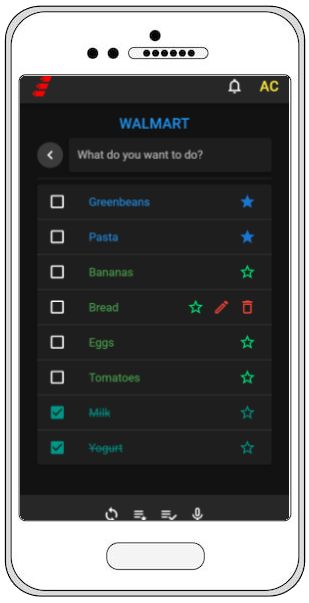 AC
WALMART
What do you want to do?
Greenbeans
Pasta
Bananas
Bread
Eggs
Tomatoes
Milk
Yogurt